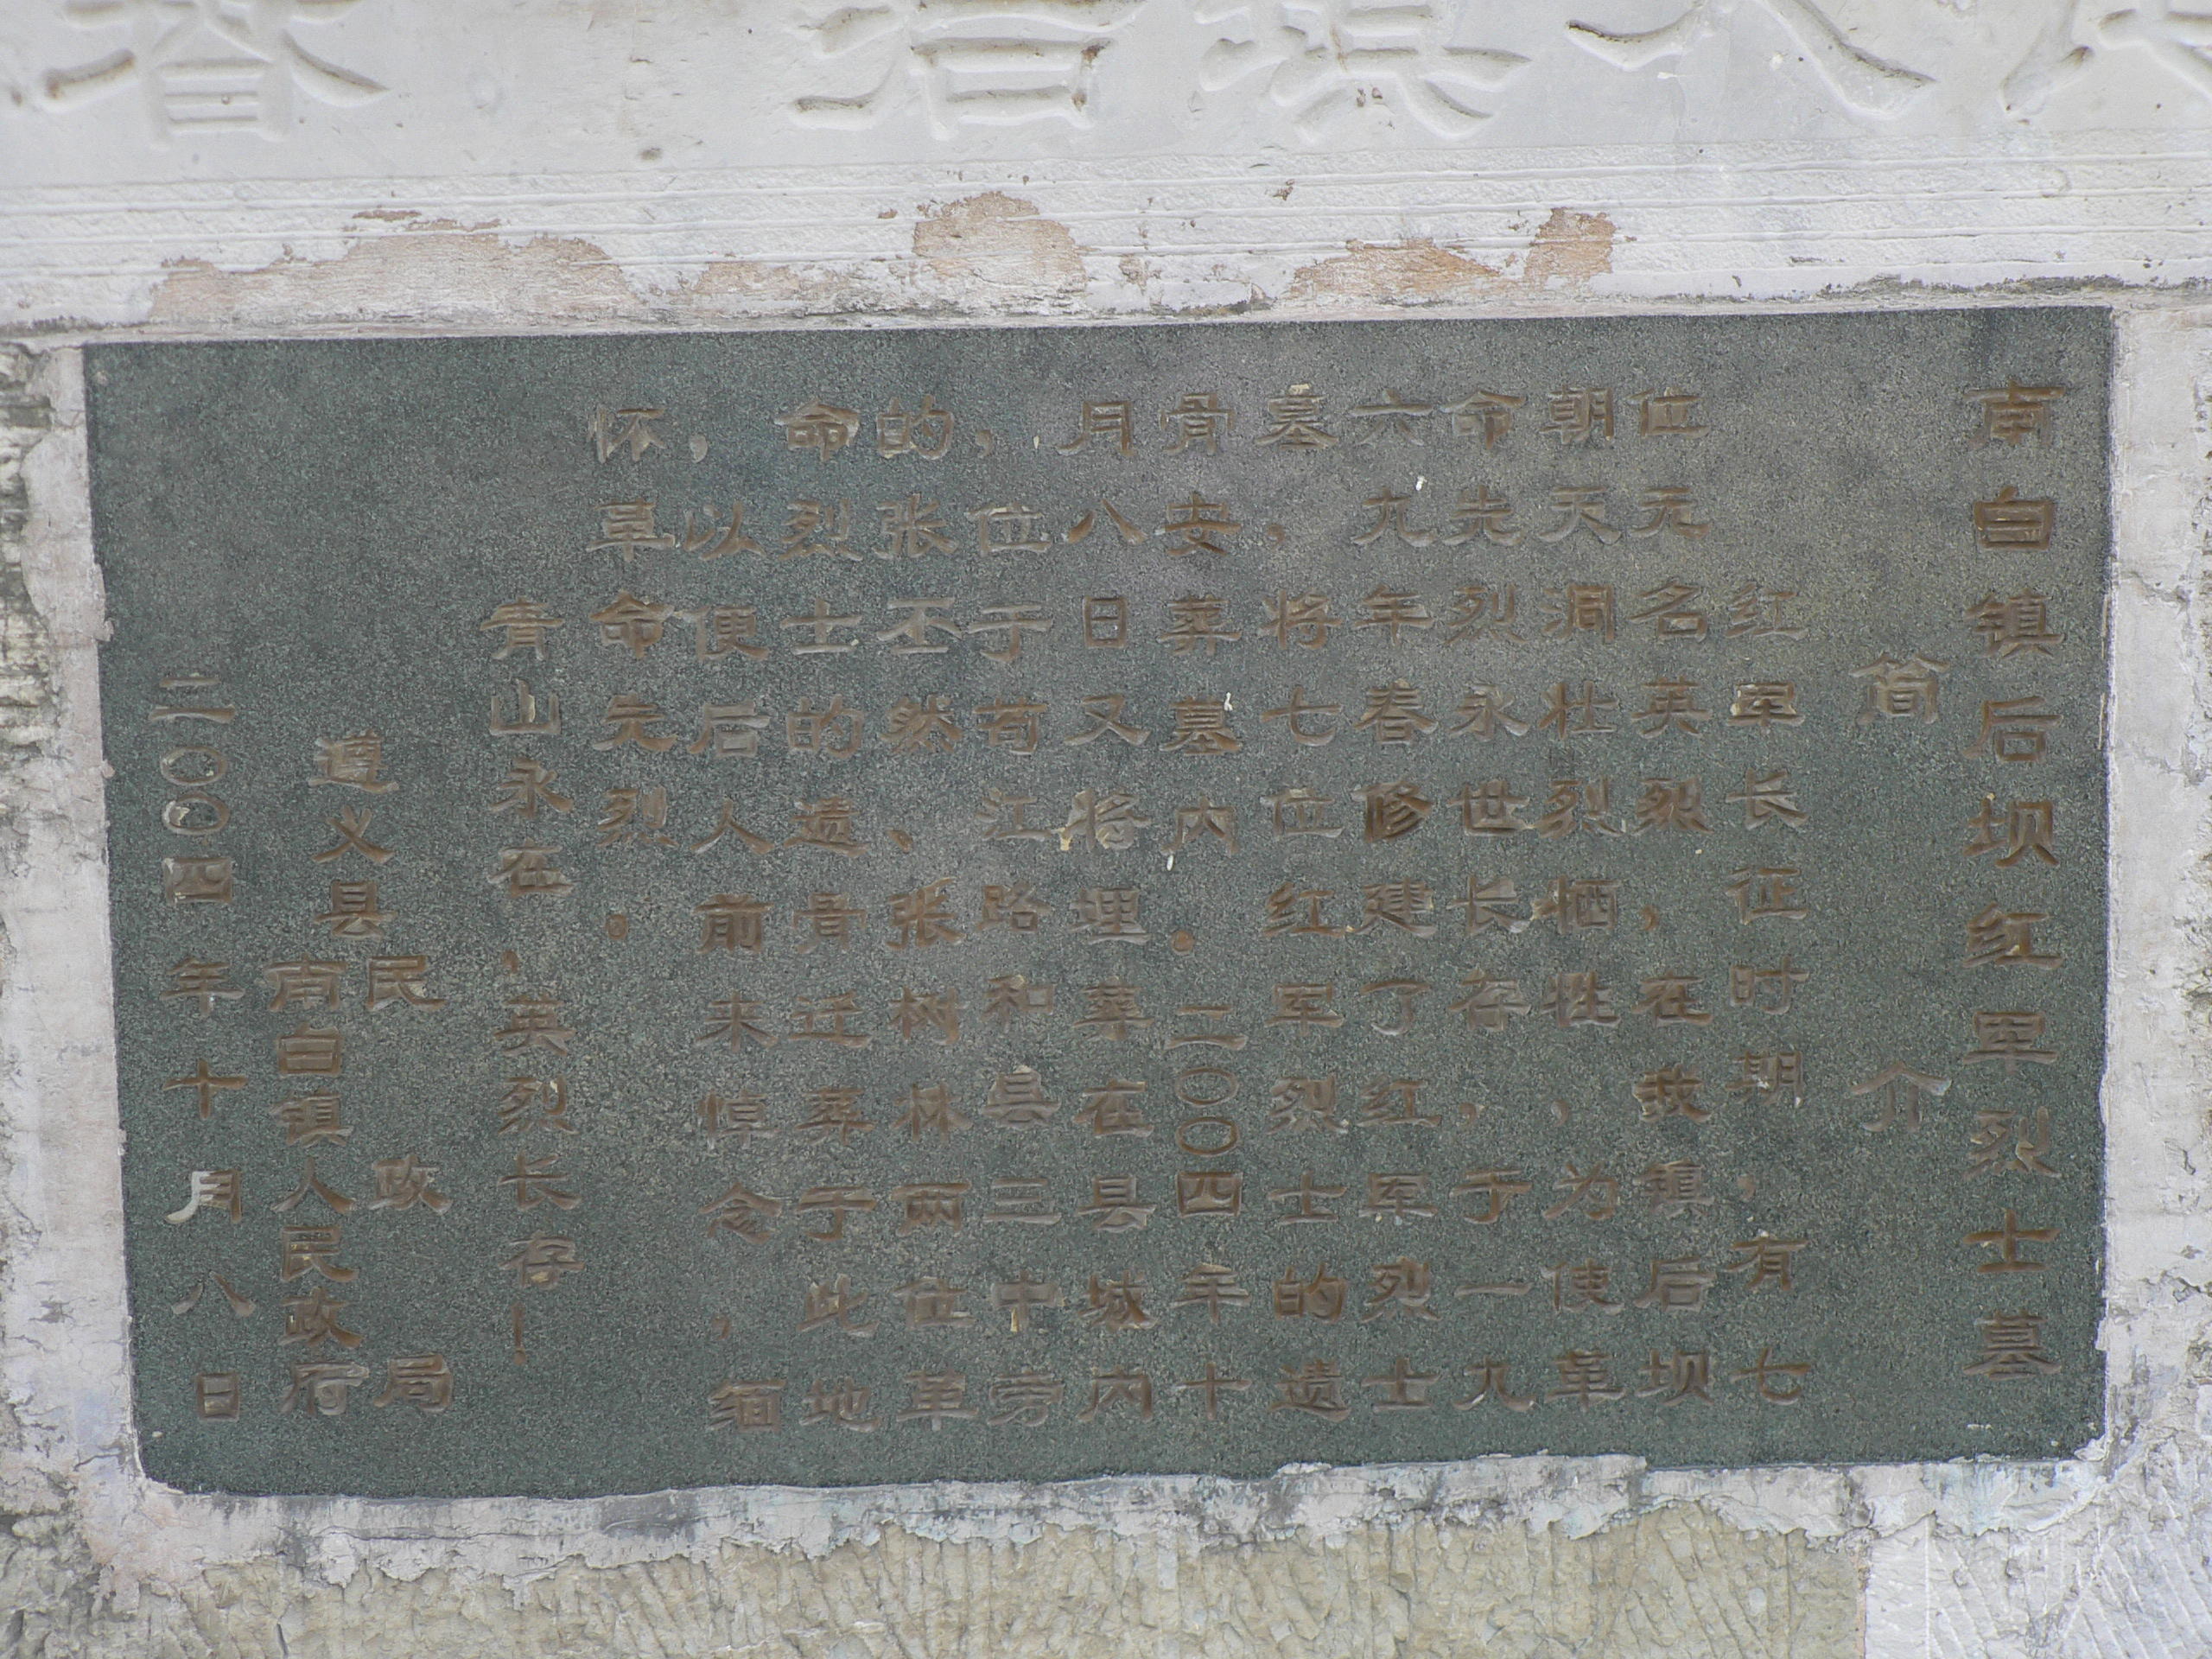 南白镇后坝红军烈士墓
简介
红军长征时期，有七
位无名英烈，在我镇后坝
朝天洞壮烈牺牲，为使革
命先烈永世长存，于一九
六九年春修建了红军烈士
墓，将七位红军烈士的遗
骨安葬墓内。二〇〇四年十
月八日又将埋葬在县城内
，位于苟江路和县三中旁
的张丕然、张树林两位革
命烈士的遗骨迁葬于此地
，以便后人前来悼念，缅
怀革命先烈。
青山永在，英烈长存！
遵义县
民政局
南白镇人民政府
二〇〇四年十月八日